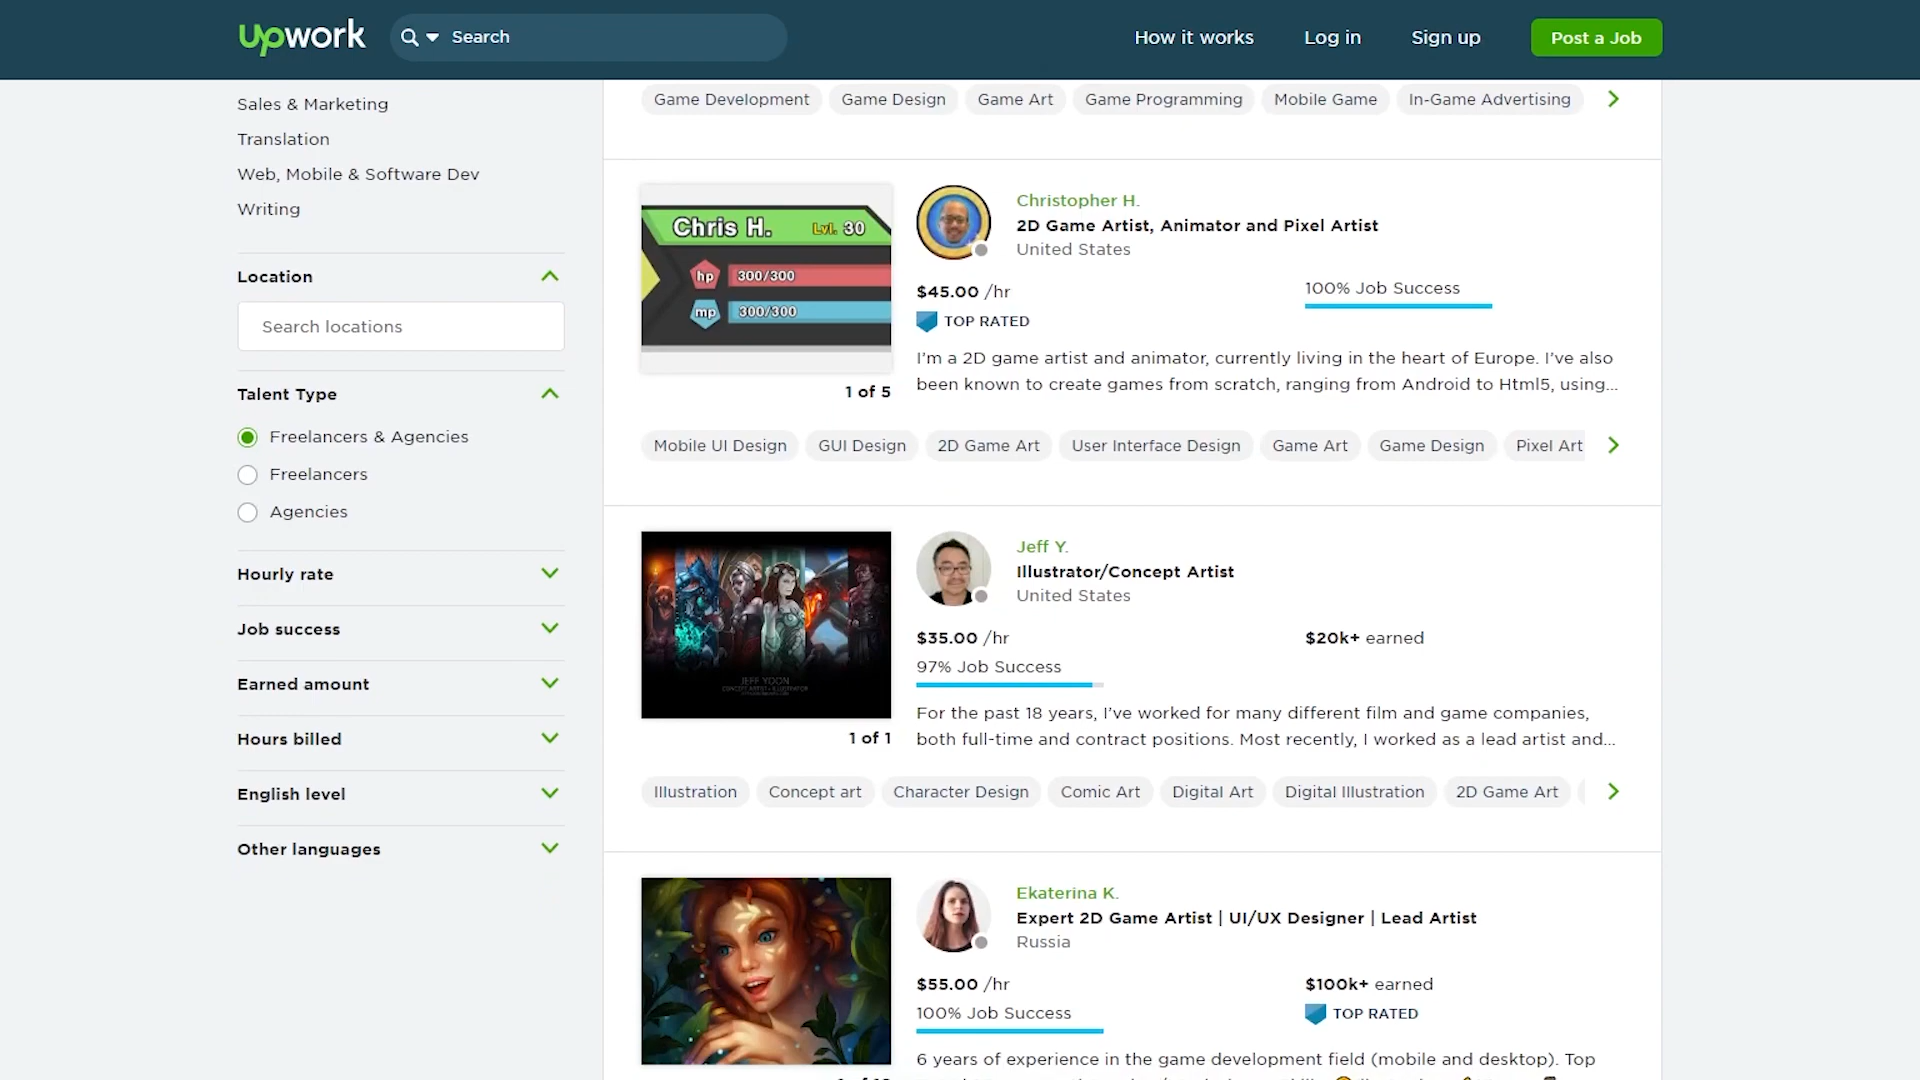 Upwork
Search
How it works
Log in
Sign up
Post a Job
Sales & Marketing
Translation
Web, Mobile & Software Dev
Writing
Location
Search locations
Talent Type
Freelancers & Agencies
Freelancers
Agencies
Hourly rate
Job success
Earned amount
Hours billed
English level
Other languages
Game Development
Game Design
Game Art
Game Programming
Mobile Game
In-Game Advertising
Chris H. Lvl. 30
hp 300/300
mp 300/300
1 of 5
Christopher H.
2D Game Artist, Animator and Pixel Artist
United States
$45.00 /hr
100% Job Success
TOP RATED
I'm a 2D game artist and animator, currently living in the heart of Europe. I've also
been known to create games from scratch, ranging from Android to Html5, using...
Mobile UI Design
GUI Design
2D Game Art
User Interface Design
Game Art
Game Design
Pixel Art
JEFF YOON
1 of 1
Jeff Y.
Illustrator/Concept Artist
United States
$35.00 /hr
$20k+ earned
97% Job Success
For the past 18 years, I've worked for many different film and game companies,
both full-time and contract positions. Most recently, I worked as a lead artist and...
Illustration
Concept art
Character Design
Comic Art
Digital Art
Digital Illustration
2D Game Art
Ekaterina K.
Expert 2D Game Artist | UI/UX Designer | Lead Artist
Russia
$55.00 /hr
$100k+ earned
100% Job Success
TOP RATED
6 years of experience in the game development field (mobile and desktop). Top